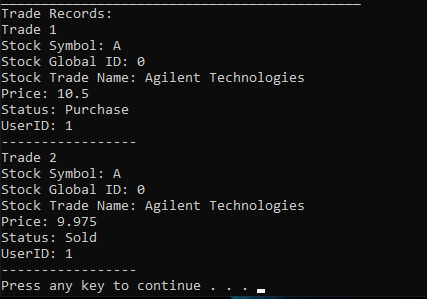 Trade Records:
Trade 1
Stock Symbol: A
Stock Global ID: 0
Stock Trade Name: Agilent Technologies
Price: 10.5
Status: Purchase
UserID: 1
-----------------
Trade 2
Stock Symbol: A
Stock Global ID: 0
Stock Trade Name: Agilent Technologies
Price: 9.975
Status: Sold
UserID: 1
-----------------
Press any key to continue . . .